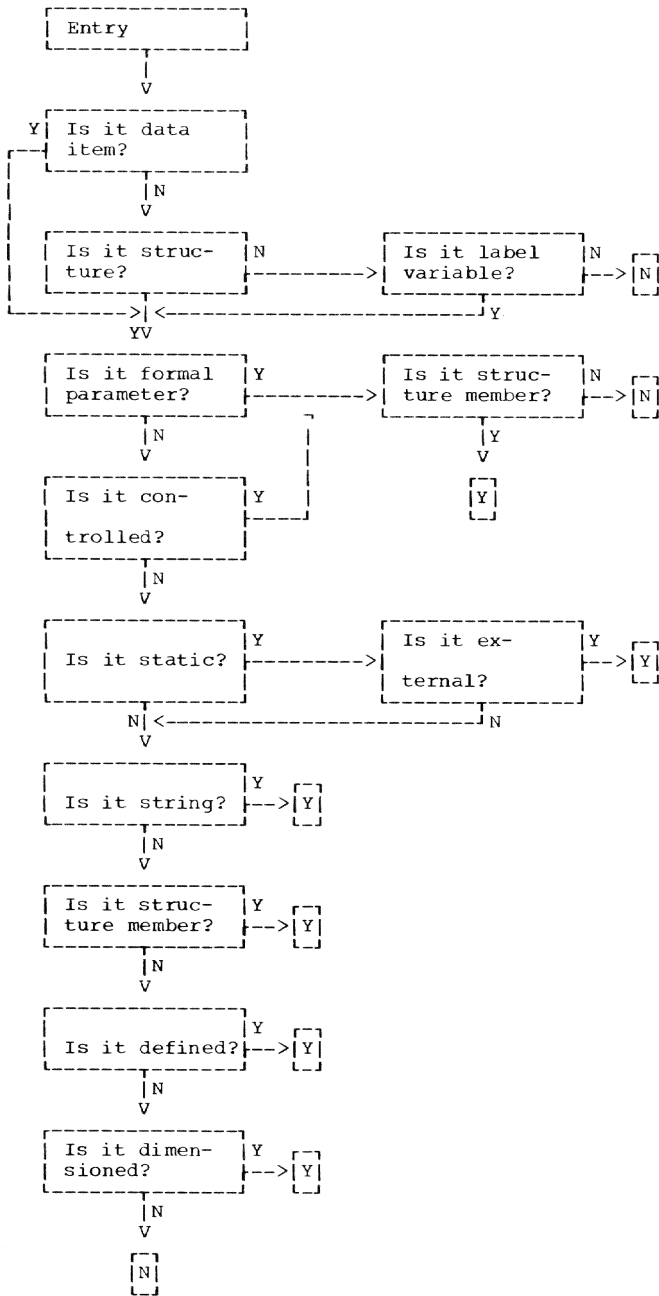 Entry
V
Y Is it data
item?
N
V
Is it struc- N Is it label N
ture? > variable? > N
> < Y
YV
Is it formal Y Is it struc- N
parameter? > ture member? > N
N Y
V V
Is it con- Y Y
trolled?
N
V
Y Is it ex- Y
Is it static? > ternal? > Y
N < N
V
Y
Is it string? > Y
N
V
Is it struc- Y
ture member? > Y
N
V
Y
Is it defined? > Y
N
V
Is it dimen- Y
sioned? > Y
N
V
N